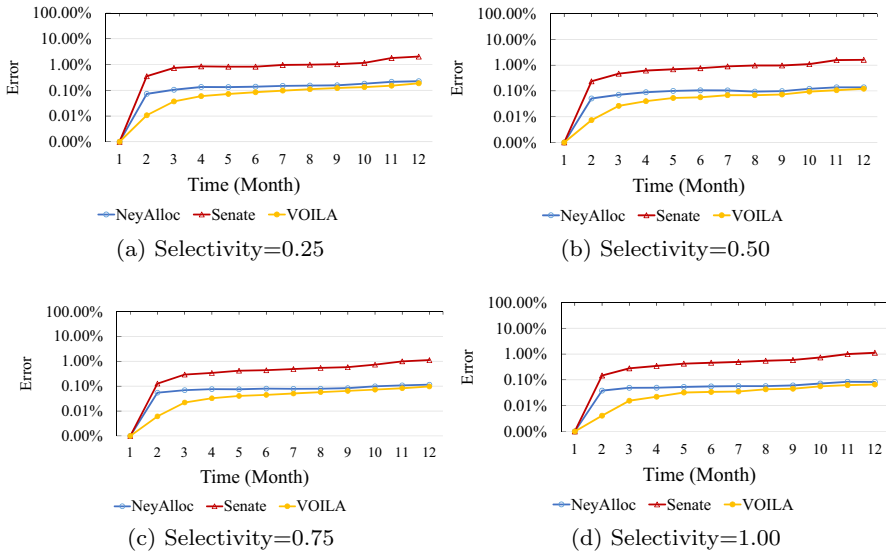 100.00%
10.00%
1.00%
0.10%
0.01%
0.00%
Error
1 2 3 4 5 6 7 8 9 10 11 12
Time (Month)
NeyAlloc Senate VOILA
(a) Selectivity=0.25
100.00%
10.00%
1.00%
0.10%
0.01%
0.00%
Error
1 2 3 4 5 6 7 8 9 10 11 12
Time (Month)
NeyAlloc Senate VOILA
(b) Selectivity=0.50
100.00%
10.00%
1.00%
0.10%
0.01%
0.00%
Error
1 2 3 4 5 6 7 8 9 10 11 12
Time (Month)
NeyAlloc Senate VOILA
(c) Selectivity=0.75
100.00%
10.00%
1.00%
0.10%
0.01%
0.00%
Error
1 2 3 4 5 6 7 8 9 10 11 12
Time (Month)
NeyAlloc Senate VOILA
(d) Selectivity=1.00